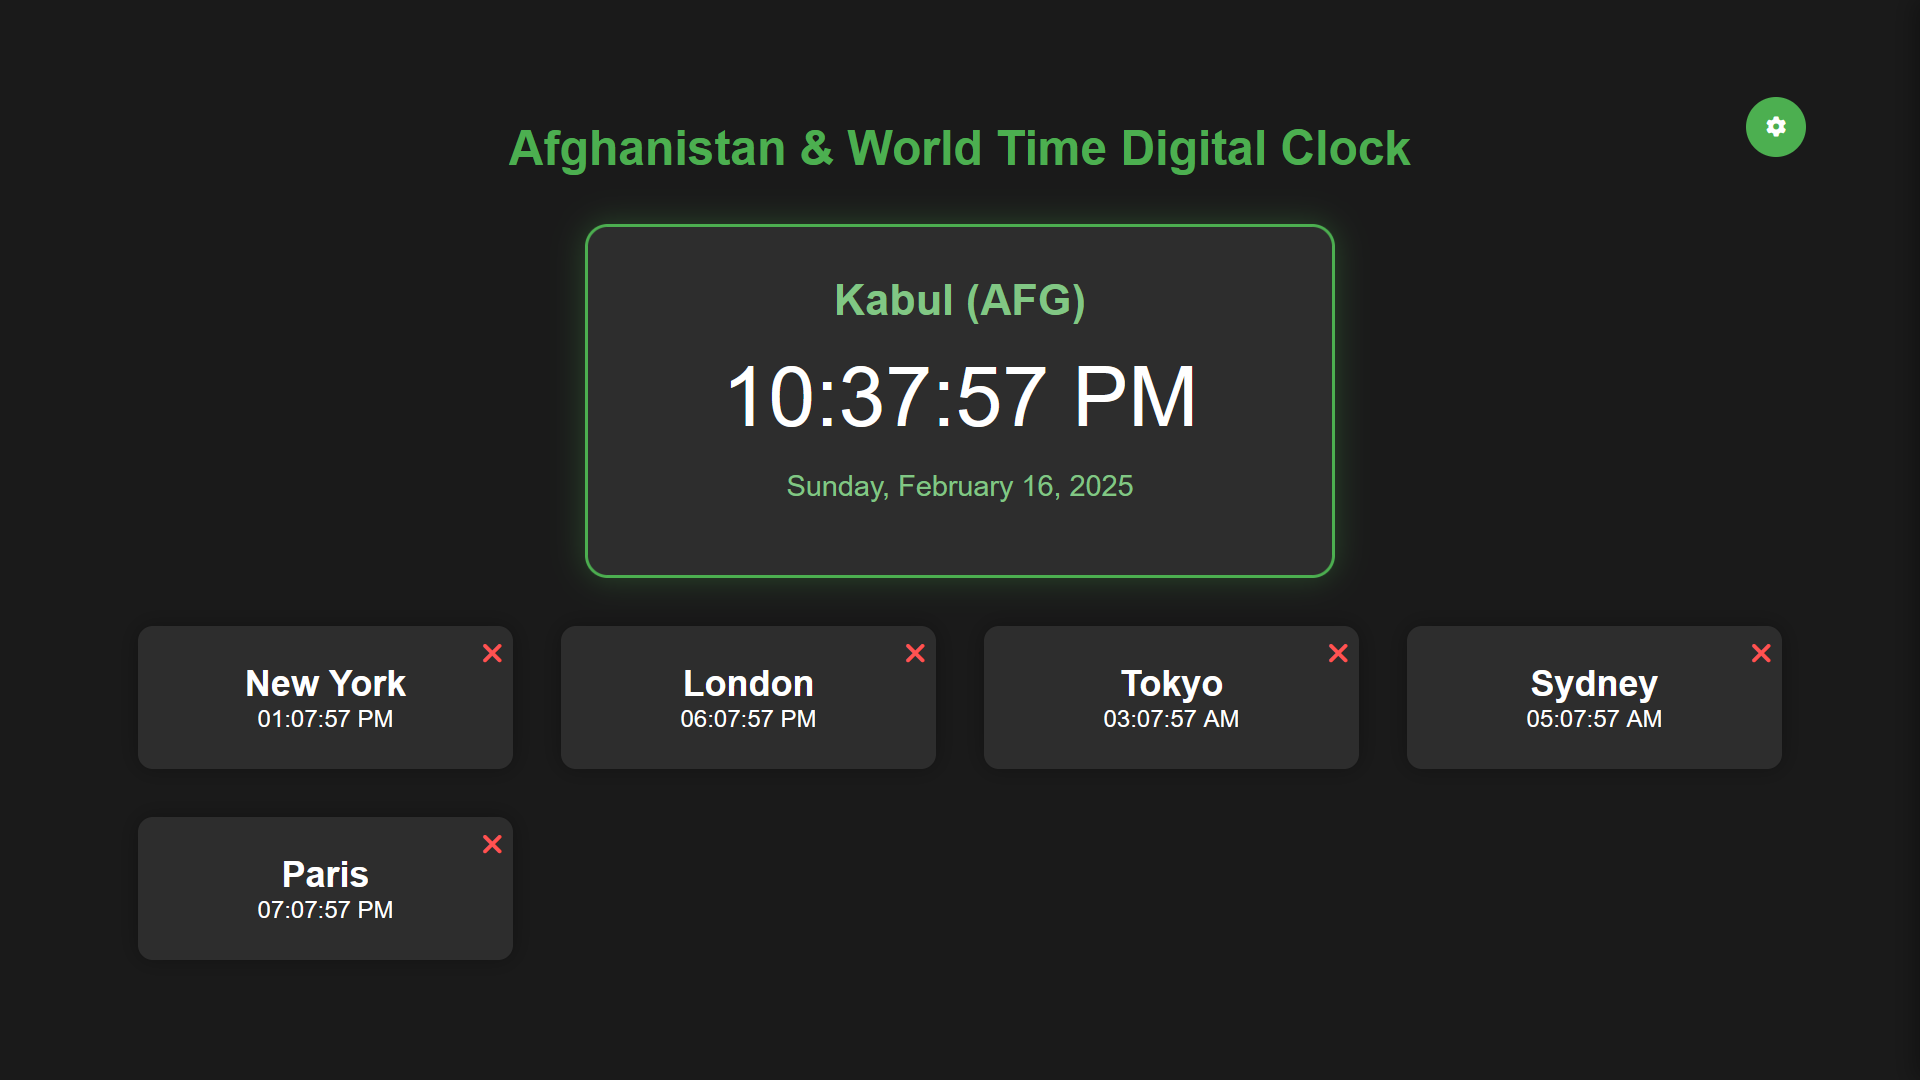 Afghanistan & World Time Digital Clock
Kabul (AFG)
10:37:57 PM
Sunday, February 16, 2025
New York
01:07:57 PM
London
06:07:57 PM
Tokyo
03:07:57 AM
Sydney
05:07:57 AM
Paris
07:07:57 PM